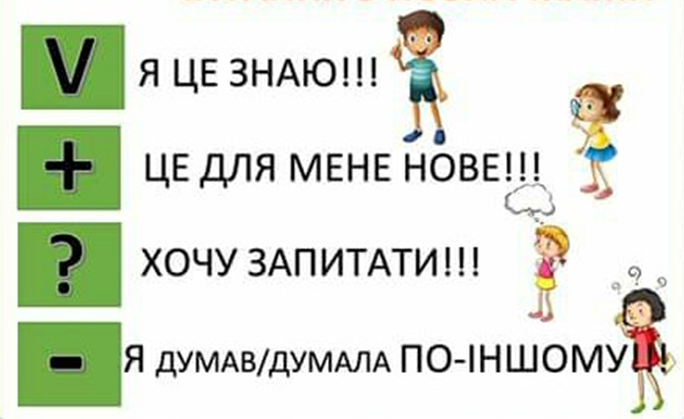 V Я ЦЕ ЗНАЮ!!!
+ ЦЕ ДЛЯ МЕНЕ НОВЕ!!!
? ХОЧУ ЗАПИТАТИ!!!
- Я ДУМАВ/ДУМАЛА ПО-ІНШОМУ!!!